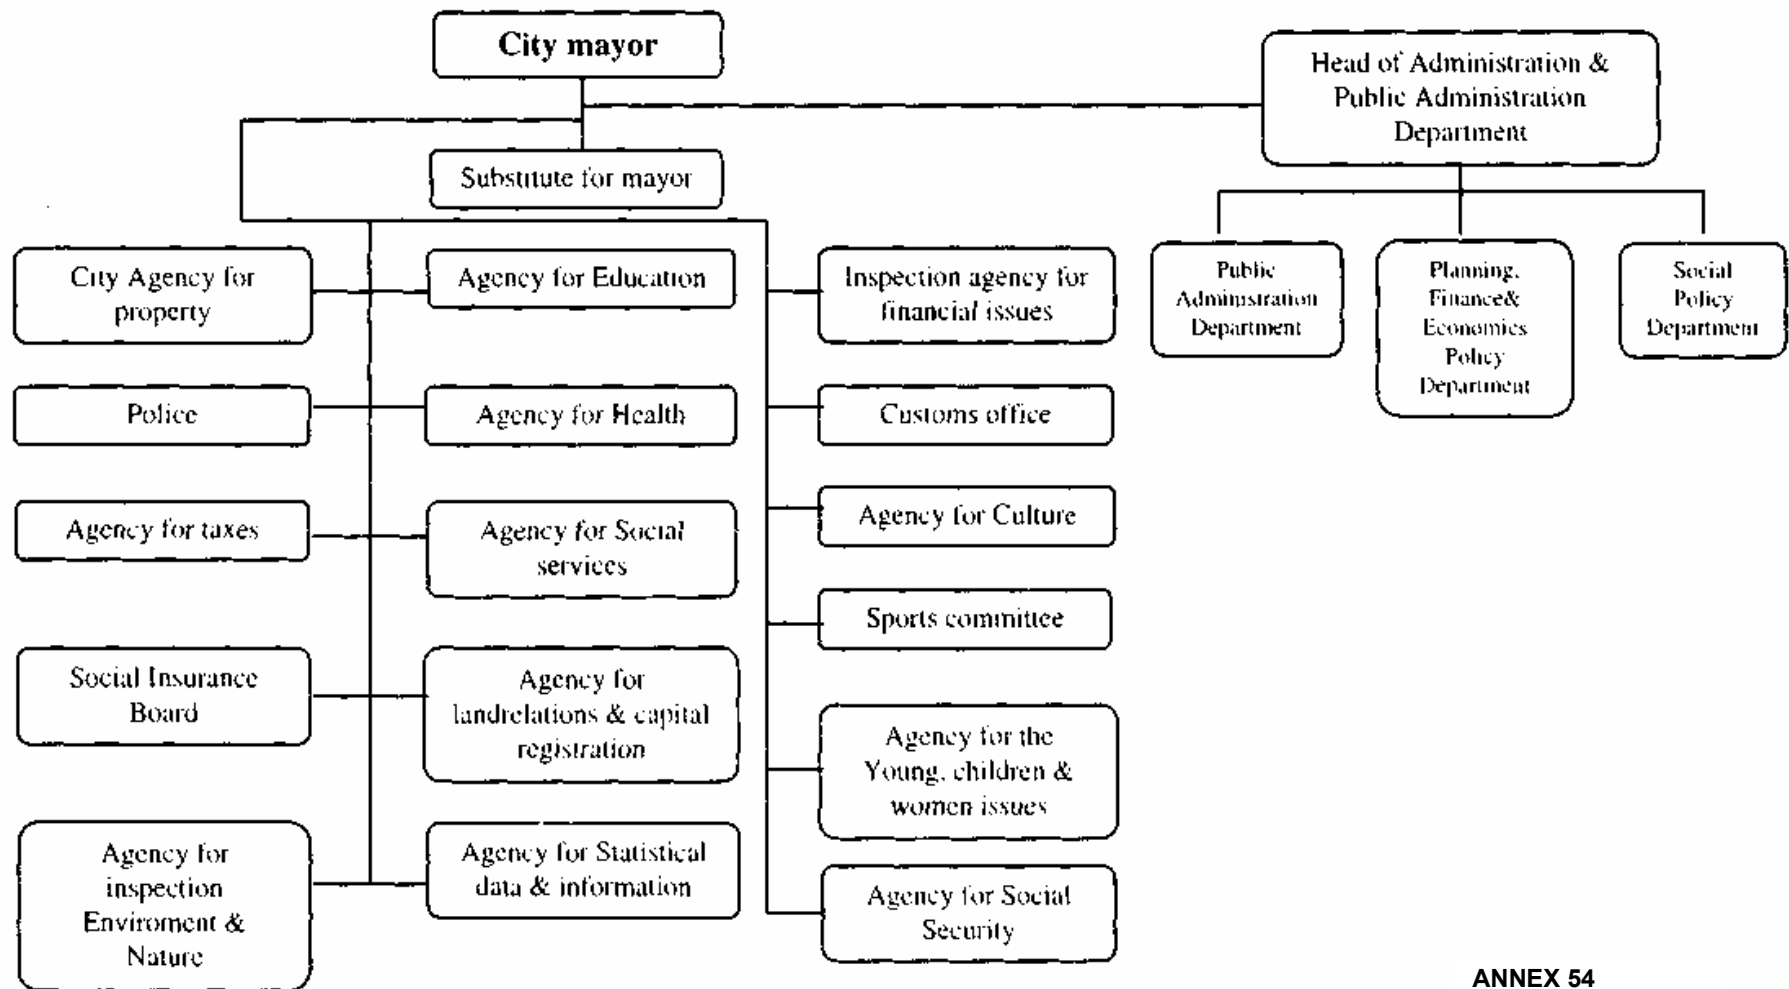 City mayor
Head of Administration &
Public Administration
Department
Substitute for mayor
City Agency for
property
Agency for Education
Inspection agency for
financial issues
Public
Administration
Department
Planning,
Finance&
Economics
Policy
Department
Social
Policy
Department
Police
Agency for Health
Customs office
Agency for taxes
Agency for Social
services
Agency for Culture
Sports committee
Social Insurance
Board
Agency for
landrelations & capital
registration
Agency for the
Young, children &
women issues
Agency for
inspection
Enviroment &
Nature
Agency for Statistical
data & information
Agency for Social
Security
ANNEX 54